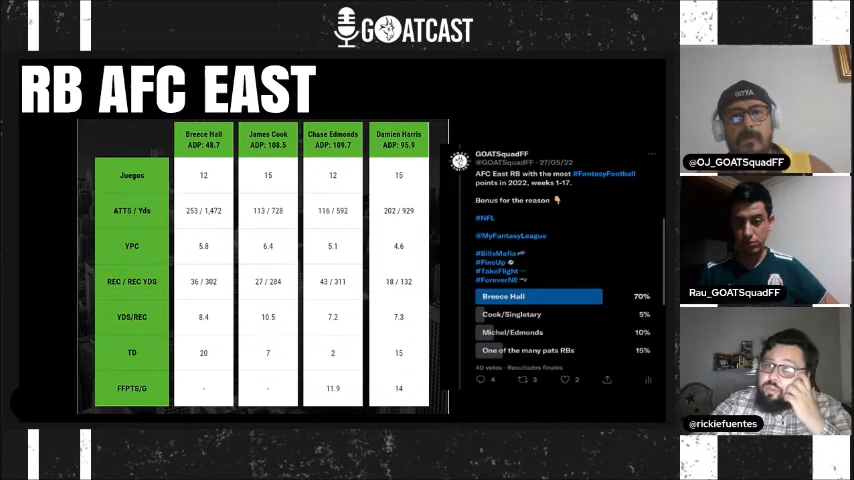 GOATCAST
RB AFC EAST
Breece Hall
ADP: 48.7
James Cook
ADP: 108.5
Chase Edmonds
ADP: 109.7
Damien Harris
ADP: 95.9
Juegos 12 15 12 15
ATTS / Yds 253 / 1,472 113 / 728 116 / 592 202 / 929
YPC 5.8 6.4 5.1 4.6
REC / REC YDS 36 / 302 27 / 284 43 / 311 18 / 132
YDS/REC 8.4 10.5 7.2 7.3
TD 20 7 2 15
FFPTS/G - - 11.9 14
GOATSquadFF
@GOATSquadFF - 27/05/22
AFC East RB with the most #FantasyFootball
points in 2022, weeks 1-17.
Bonus for the reason 👇🏼
#NFL
@MyFantasyLeague
#BillsMafia
#FinsUp
#TakeFlight
#ForeverNE
Breece Hall 70%
Cook/Singletary 5%
Michel/Edmonds 10%
One of the many pats RBs 15%
40 votos · Resultados finales
4 3 2
GOYA
@OJ_GOATSquadFF
Rau_GOATSquadFF
@rickiefuentes